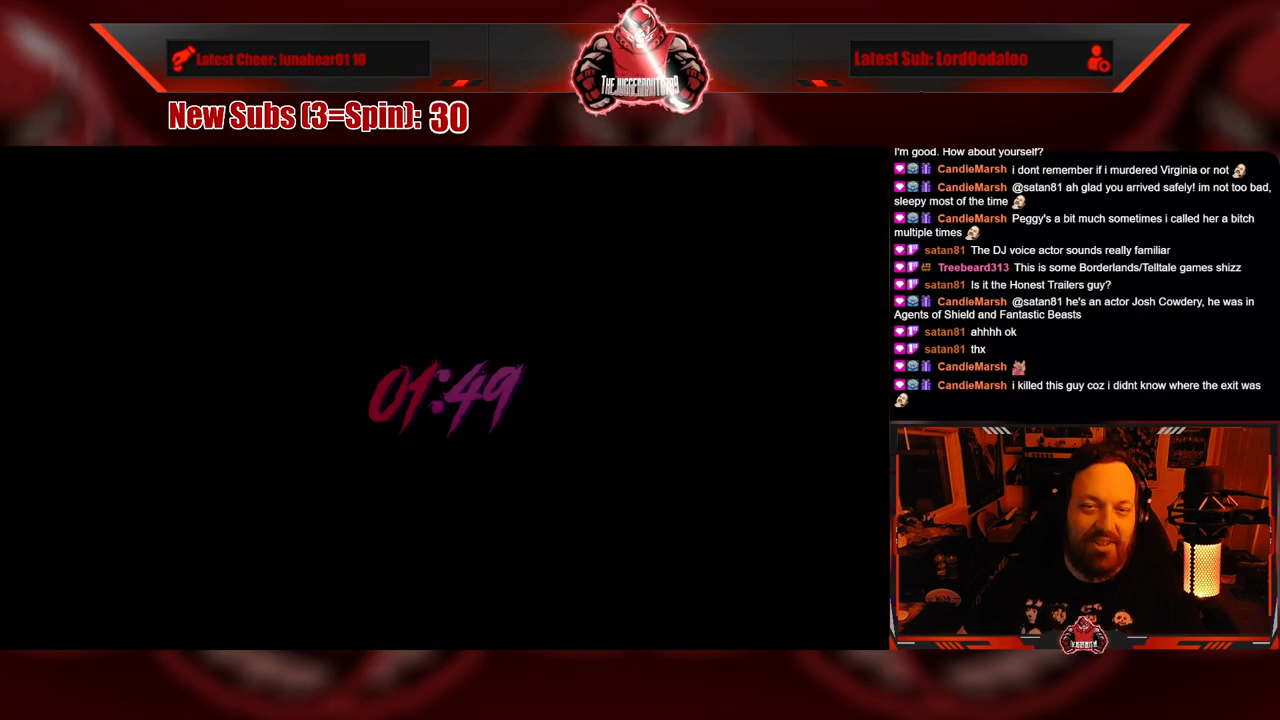 Latest Cheer: lunabear01 10
THEJUGGERNAUT0789
Latest Sub: LordOodaloo
New Subs (3=Spin): 30
I'm good. How about yourself?
CandieMarsh i dont remember if i murdered Virginia or not
CandieMarsh @satan81 ah glad you arrived safely! im not too bad,
sleepy most of the time
CandieMarsh Peggy's a bit much sometimes i called her a bitch
multiple times
satan81 The DJ voice actor sounds really familiar
Treebeard313 This is some Borderlands/Telltale games shizz
satan81 Is it the Honest Trailers guy?
CandieMarsh @satan81 he's an actor Josh Cowdery, he was in
Agents of Shield and Fantastic Beasts
satan81 ahhhh ok
satan81 thx
CandieMarsh
CandieMarsh i killed this guy coz i didnt know where the exit was
01:49